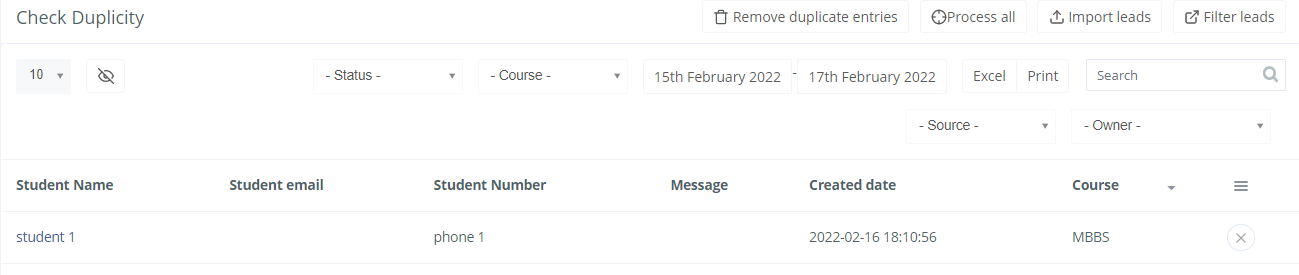 Check Duplicity Remove duplicate entries Process all Import leads Filter leads
10 - Status - - Course - 15th February 2022 - 17th February 2022 Excel Print Search
- Source - - Owner -
Student Name Student email Student Number Message Created date Course
student 1 phone 1 2022-02-16 18:10:56 MBBS